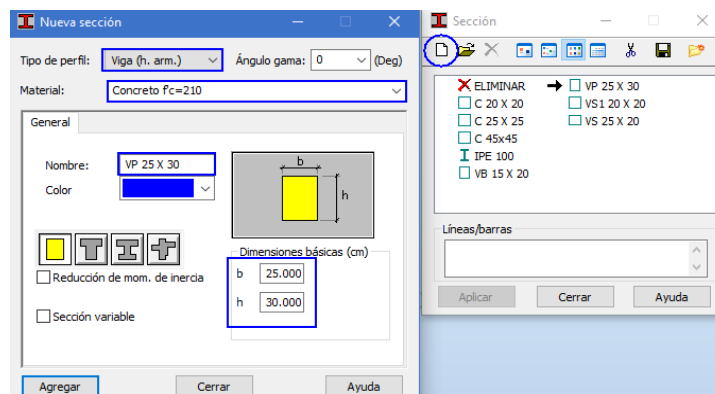 Nueva sección
Tipo de perfil: Viga (h. arm.) Ángulo gama: 0 (Deg)
Material: Concreto f'c=210
General
Nombre: VP 25 X 30
Color
b
h
Reducción de mom. de inercia
Sección variable
Dimensiones básicas (cm)
b 25.000
h 30.000
Agregar Cerrar Ayuda
Sección
ELIMINAR VP 25 X 30
C 20 X 20 VS1 20 X 20
C 25 X 25 VS 25 X 20
C 45x45
IPE 100
VB 15 X 20
Líneas/barras
Aplicar Cerrar Ayuda